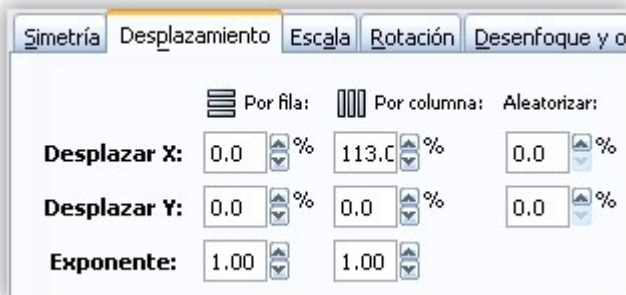 Simetría Desplazamiento Escala Rotación Desenfoque y o
Por fila: Por columna: Aleatorizar:
Desplazar X: 0.0 % 113.0 % 0.0 %
Desplazar Y: 0.0 % 0.0 % 0.0 %
Exponente: 1.00 1.00